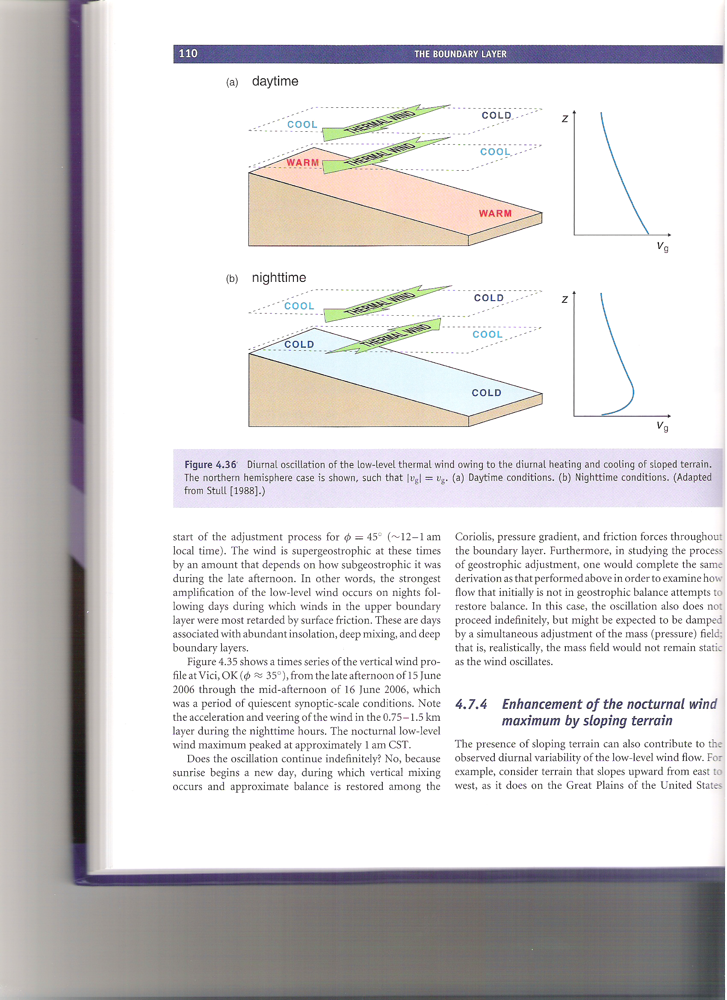 110
THE BOUNDARY LAYER
(a) daytime
COOL
THERMAL WIND
COLD
WARM
THERMAL WIND
COOL
WARM
z
vg
(b) nighttime
COOL
THERMAL WIND
COLD
COLD
THERMAL WIND
COOL
COLD
z
vg
Figure 4.36 Diurnal oscillation of the low-level thermal wind owing to the diurnal heating and cooling of sloped terrain.
The northern hemisphere case is shown, such that |vg| = vg. (a) Daytime conditions. (b) Nighttime conditions. (Adapted
from Stull [1988].)
start of the adjustment process for ϕ = 45° (~12–1 am
local time). The wind is supergeostrophic at these times
by an amount that depends on how subgeostrophic it was
during the late afternoon. In other words, the strongest
amplification of the low-level wind occurs on nights fol-
lowing days during which winds in the upper boundary
layer were most retarded by surface friction. These are days
associated with abundant insolation, deep mixing, and deep
boundary layers.
Figure 4.35 shows a times series of the vertical wind pro-
file at Vici, OK (ϕ ≈ 35°), from the late afternoon of 15 June
2006 through the mid-afternoon of 16 June 2006, which
was a period of quiescent synoptic-scale conditions. Note
the acceleration and veering of the wind in the 0.75–1.5 km
layer during the nighttime hours. The nocturnal low-level
wind maximum peaked at approximately 1 am CST.
Does the oscillation continue indefinitely? No, because
sunrise begins a new day, during which vertical mixing
occurs and approximate balance is restored among the
Coriolis, pressure gradient, and friction forces throughout
the boundary layer. Furthermore, in studying the process
of geostrophic adjustment, one would complete the same
derivation as that performed above in order to examine how
flow that initially is not in geostrophic balance attempts to
restore balance. In this case, the oscillation also does not
proceed indefinitely, but might be expected to be damped
by a simultaneous adjustment of the mass (pressure) field;
that is, realistically, the mass field would not remain static
as the wind oscillates.
4.7.4 Enhancement of the nocturnal wind
maximum by sloping terrain
The presence of sloping terrain can also contribute to the
observed diurnal variability of the low-level wind flow. For
example, consider terrain that slopes upward from east to
west, as it does on the Great Plains of the United States